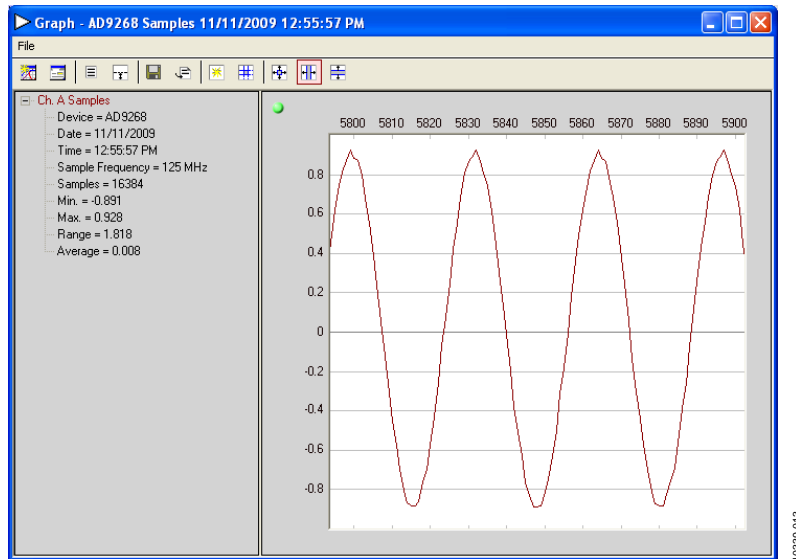 Graph - AD9268 Samples 11/11/2009 12:55:57 PM
File
Ch. A Samples
Device = AD9268
Date = 11/11/2009
Time = 12:55:57 PM
Sample Frequency = 125 MHz
Samples = 16384
Min. = -0.891
Max. = 0.928
Range = 1.818
Average = 0.008
5800 5810 5820 5830 5840 5850 5860 5870 5880 5890 5900
0.8
0.6
0.4
0.2
0
-0.2
-0.4
-0.6
-0.8